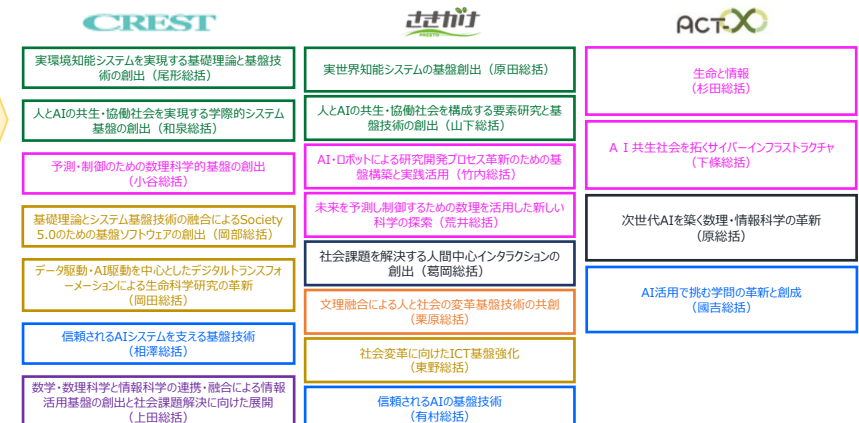 CREST
実環境知能システムを実現する基礎理論と基盤技
術の創出（尾形総括）
人とAIの共生・協働社会を実現する学際的システム
基盤の創出（和泉総括）
予測・制御のための数理科学的基盤の創出
（小谷総括）
基礎理論とシステム基盤技術の融合によるSociety
5.0のための基盤ソフトウェアの創出（岡部総括）
データ駆動・AI駆動を中心としたデジタルトランスフォ
ーメーションによる生命科学研究の革新
（岡田総括）
信頼されるAIシステムを支える基盤技術
（相澤総括）
数学・数理科学と情報科学の連携・融合による情報
活用基盤の創出と社会課題解決に向けた展開
（上田総括）
さきがけ
PRESTO
実世界知能システムの基盤創出（原田総括）
人とAIの共生・協働社会を構成する要素研究と基
盤技術の創出（山下総括）
AI・ロボットによる研究開発プロセス革新のための基
盤構築と実践活用（竹内総括）
未来を予測し制御するための数理を活用した新しい
科学の探索（荒井総括）
社会課題を解決する人間中心インタラクションの
創出（葛岡総括）
文理融合による人と社会の変革基盤技術の共創
（栗原総括）
社会変革に向けたICT基盤強化
（東野総括）
信頼されるAIの基盤技術
（有村総括）
ACT-X
生命と情報
（杉田総括）
ＡＩ共生社会を拓くサイバーインフラストラクチャ
（下條総括）
次世代AIを築く数理・情報科学の革新
（原総括）
AI活用で挑む学問の革新と創成
（國吉総括）